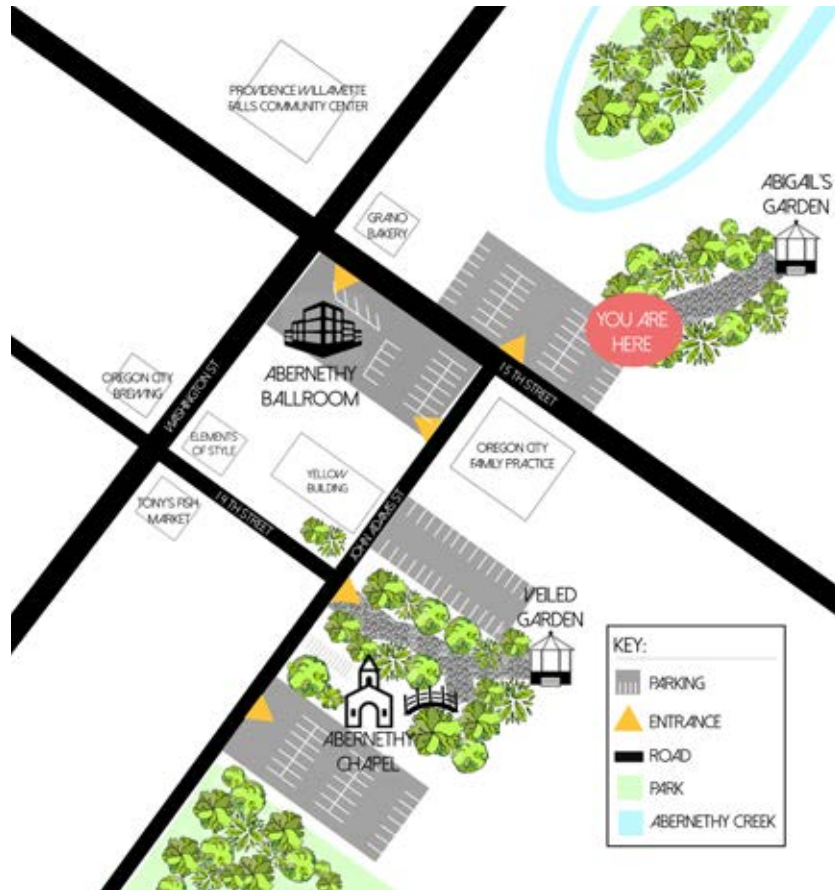 PROVIDENCE WILLAMETTE
FALLS COMMUNITY CENTER
GRANO
BAKERY
ABIGAIL'S
GARDEN
YOU ARE
HERE
ABERNETHY
BALLROOM
15 TH STREET
OREGON CITY
BREWING
WASHINGTON ST
ELEMENTS
OF STYLE
YELLOW
BUILDING
OREGON CITY
FAMILY PRACTICE
TONY'S FISH
MARKET
14 TH STREET
JOHN ADAMS ST
VEILED
GARDEN
ABERNETHY
CHAPEL
KEY:
PARKING
ENTRANCE
ROAD
PARK
ABERNETHY CREEK